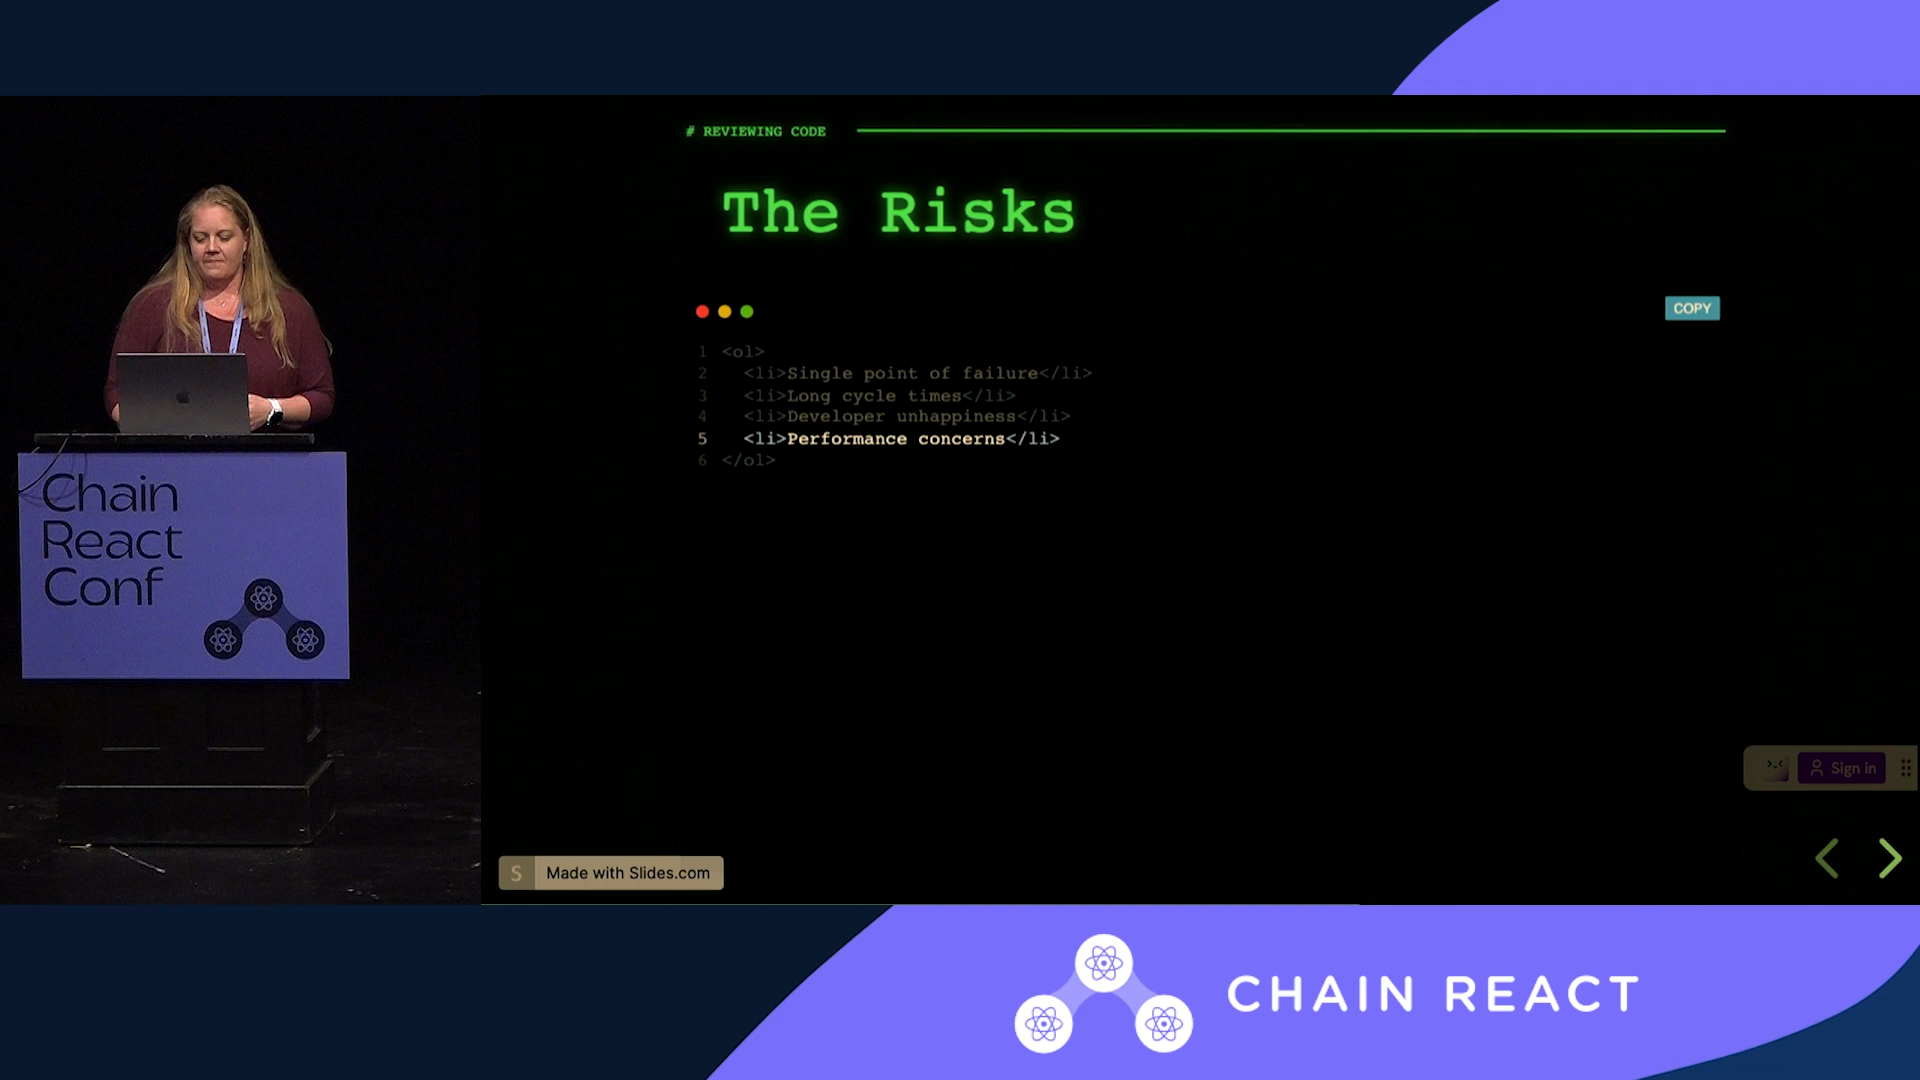 # REVIEWING CODE
The Risks
COPY
1 <ol>
2 <li>Single point of failure</li>
3 <li>Long cycle times</li>
4 <li>Developer unhappiness</li>
5 <li>Performance concerns</li>
6 </ol>
Chain
React
Conf
Sign in
S Made with Slides.com
CHAIN REACT